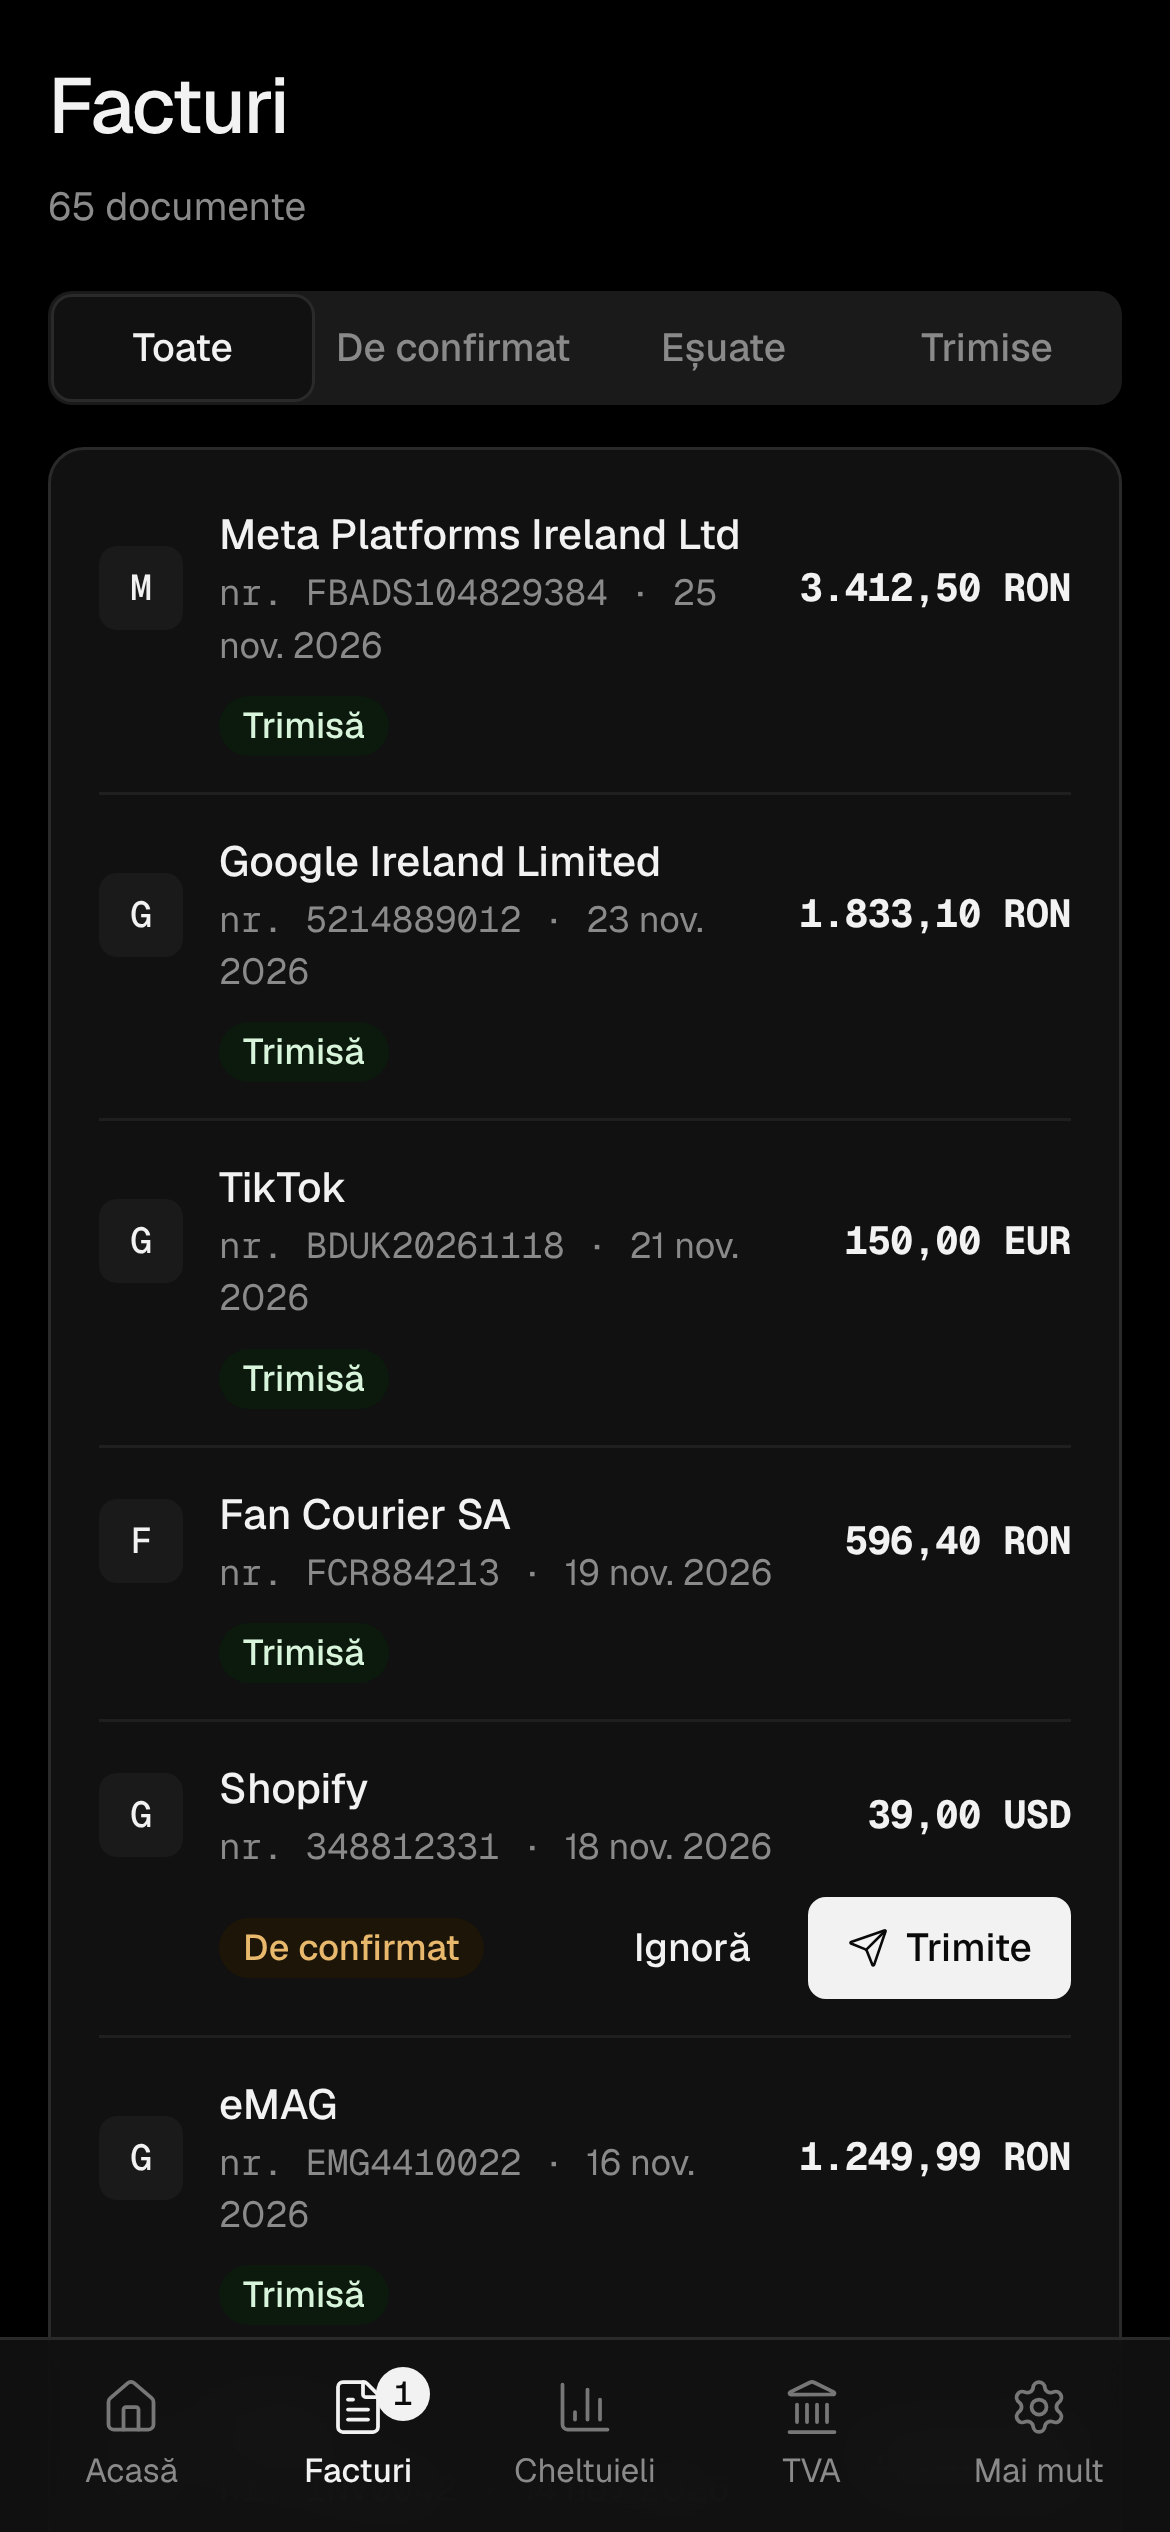 Facturi
65 documente
Toate
De confirmat
Eșuate
Trimise
M
Meta Platforms Ireland Ltd
nr. FBADS104829384 · 25
nov. 2026
3.412,50 RON
Trimisă
G
Google Ireland Limited
nr. 5214889012 · 23 nov.
2026
1.833,10 RON
Trimisă
G
TikTok
nr. BDUK20261118 · 21 nov.
2026
150,00 EUR
Trimisă
F
Fan Courier SA
nr. FCR884213 · 19 nov. 2026
596,40 RON
Trimisă
G
Shopify
nr. 348812331 · 18 nov. 2026
39,00 USD
De confirmat
Ignoră
Trimite
G
eMAG
nr. EMG4410022 · 16 nov.
2026
1.249,99 RON
Trimisă
1
Acasă
Facturi
Cheltuieli
TVA
Mai mult